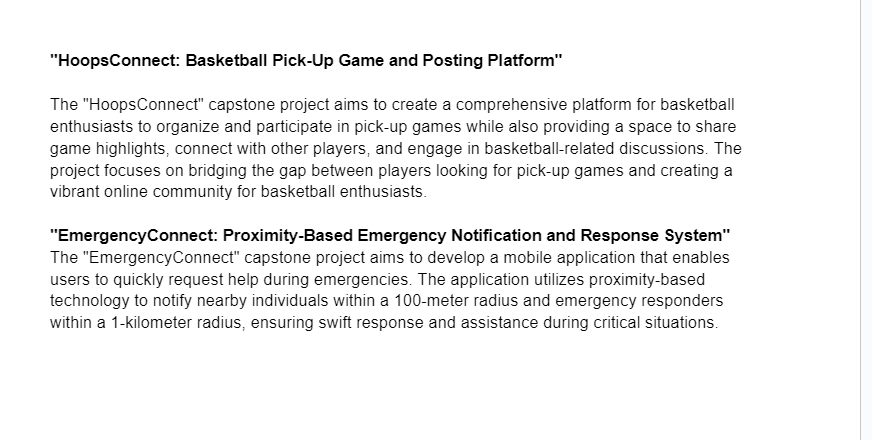 "HoopsConnect: Basketball Pick-Up Game and Posting Platform"
The "HoopsConnect" capstone project aims to create a comprehensive platform for basketball
enthusiasts to organize and participate in pick-up games while also providing a space to share
game highlights, connect with other players, and engage in basketball-related discussions. The
project focuses on bridging the gap between players looking for pick-up games and creating a
vibrant online community for basketball enthusiasts.
"EmergencyConnect: Proximity-Based Emergency Notification and Response System"
The "EmergencyConnect" capstone project aims to develop a mobile application that enables
users to quickly request help during emergencies. The application utilizes proximity-based
technology to notify nearby individuals within a 100-meter radius and emergency responders
within a 1-kilometer radius, ensuring swift response and assistance during critical situations.